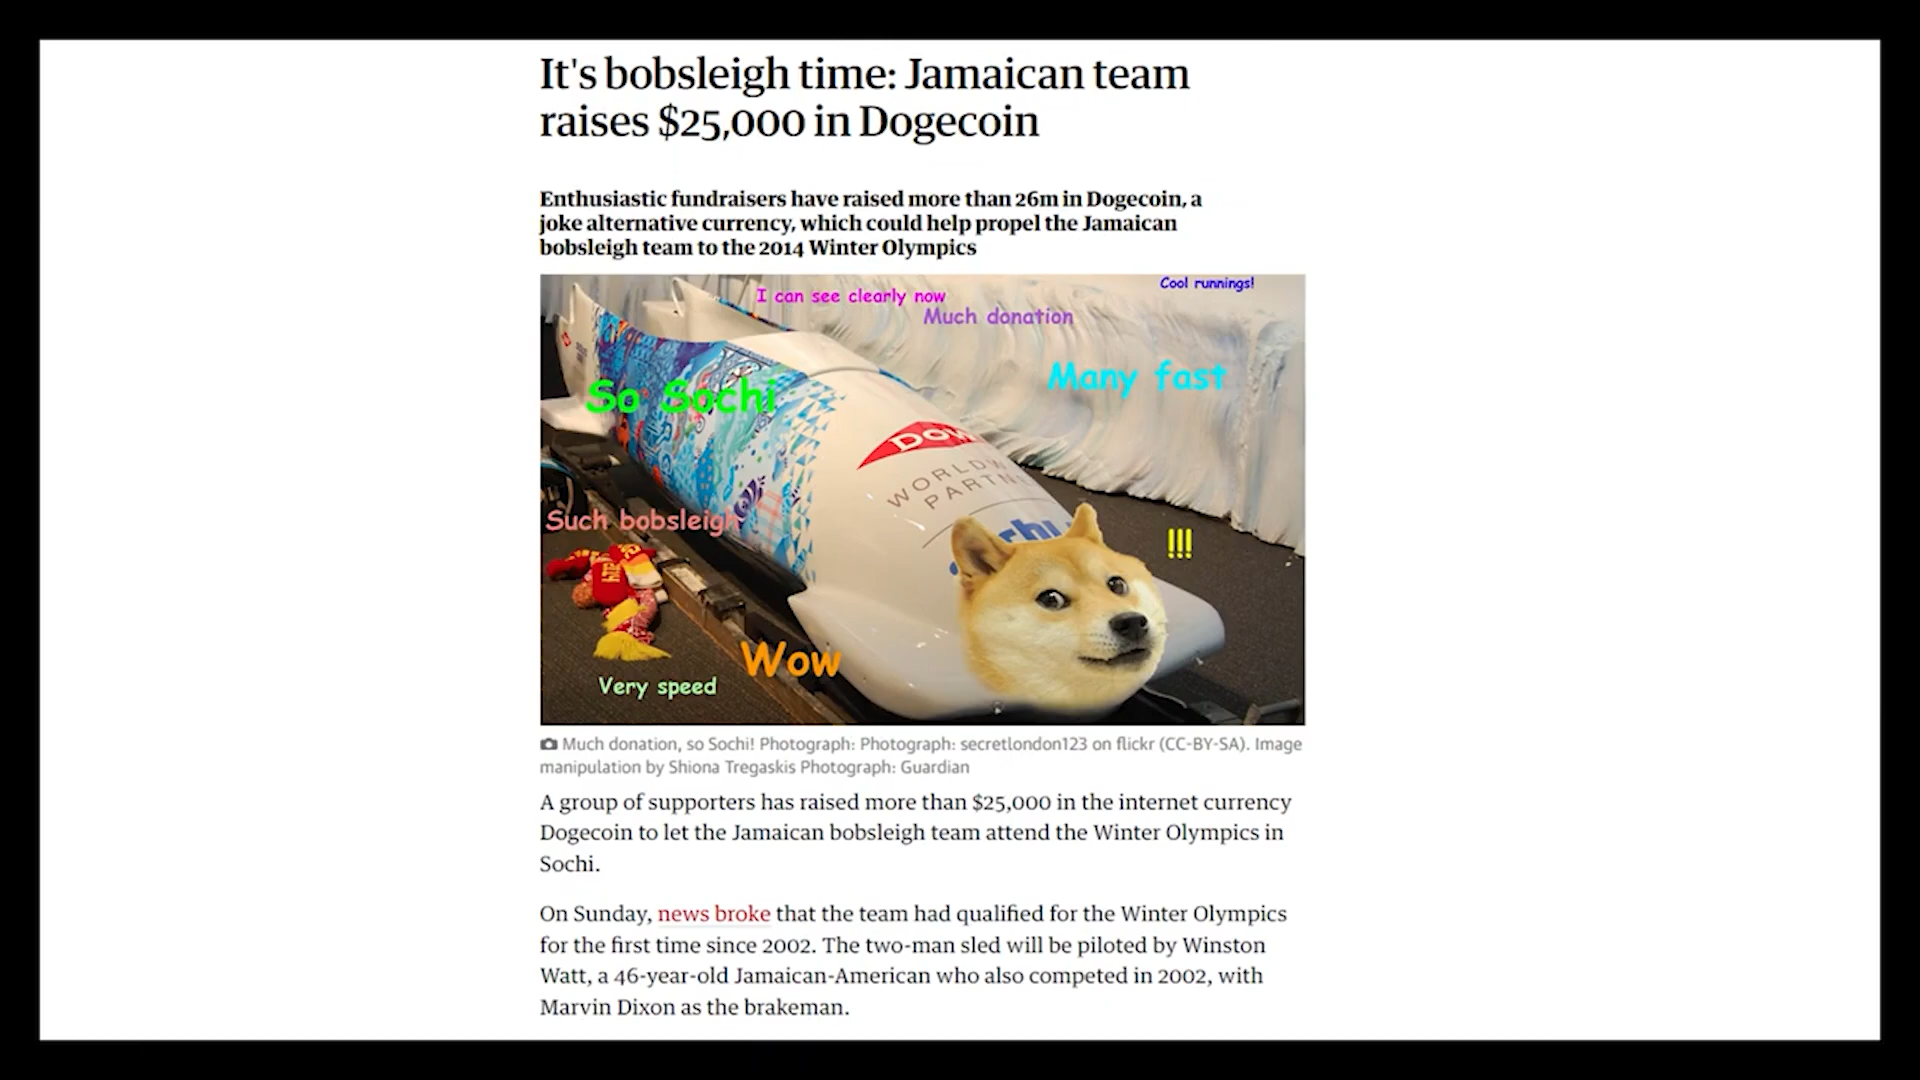 It's bobsleigh time: Jamaican team
raises $25,000 in Dogecoin
Enthusiastic fundraisers have raised more than 26m in Dogecoin, a
joke alternative currency, which could help propel the Jamaican
bobsleigh team to the 2014 Winter Olympics
Cool runnings!
I can see clearly now
Much donation
Many fast
So Sochi
DOW
Such bobsleigh
!!!
Wow
Very speed
Much donation, so Sochi! Photograph: Photograph: secretlondon123 on flickr (CC-BY-SA). Image
manipulation by Shiona Tregaskis Photograph: Guardian
A group of supporters has raised more than $25,000 in the internet currency
Dogecoin to let the Jamaican bobsleigh team attend the Winter Olympics in
Sochi.
On Sunday, news broke that the team had qualified for the Winter Olympics
for the first time since 2002. The two-man sled will be piloted by Winston
Watt, a 46-year-old Jamaican-American who also competed in 2002, with
Marvin Dixon as the brakeman.